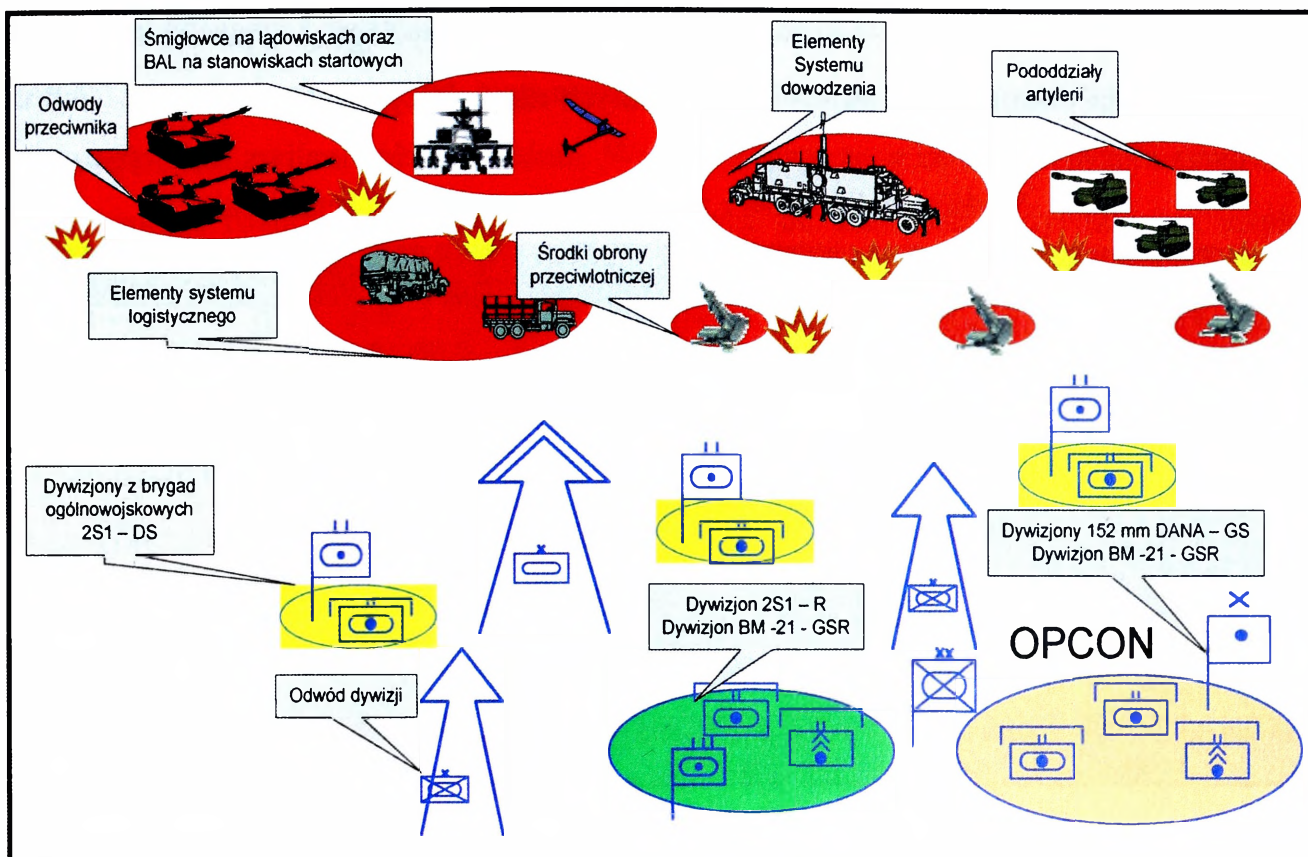 Śmigłowce na lądowiskach oraz
BAL na stanowiskach startowych
Odwody
przeciwnika
Elementy
Systemu
dowodzenia
Pododdziały
artylerii
Elementy systemu
logistycznego
Środki obrony
przeciwlotniczej
Dywizjony z brygad
ogólnowojskowych
2S1 – DS
Dywizjon 2S1 – R
Dywizjon BM -21 - GSR
Dywizjony 152 mm DANA – GS
Dywizjon BM -21 - GSR
OPCON
Odwód dywizji